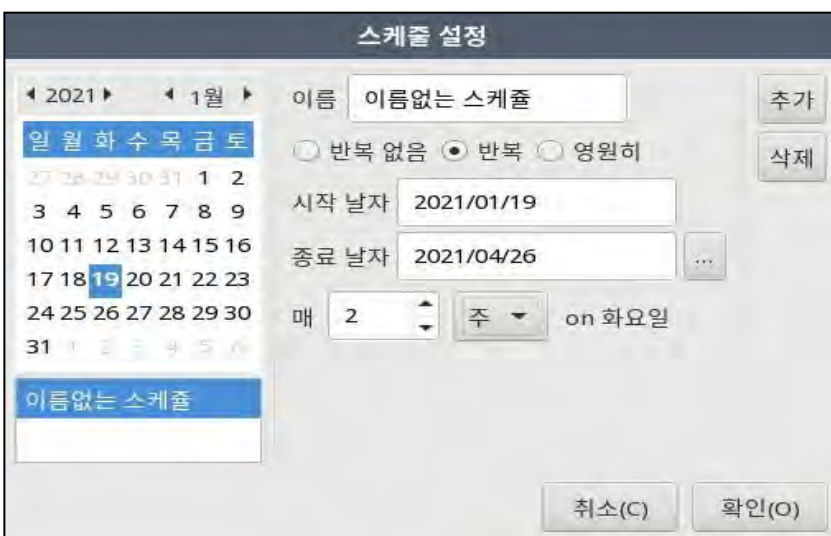 스케줄 설정
2021 1월
일 월 화 수 목 금 토
27 28 29 30 31 1 2
3 4 5 6 7 8 9
10 11 12 13 14 15 16
17 18 19 20 21 22 23
24 25 26 27 28 29 30
31 1 2 3 4 5 6
이름없는 스케쥴
이름 이름없는 스케쥴
반복 없음 반복 영원히
시작 날자 2021/01/19
종료 날자 2021/04/26 ...
매 2 주 on 화요일
추가
삭제
취소(C) 확인(O)